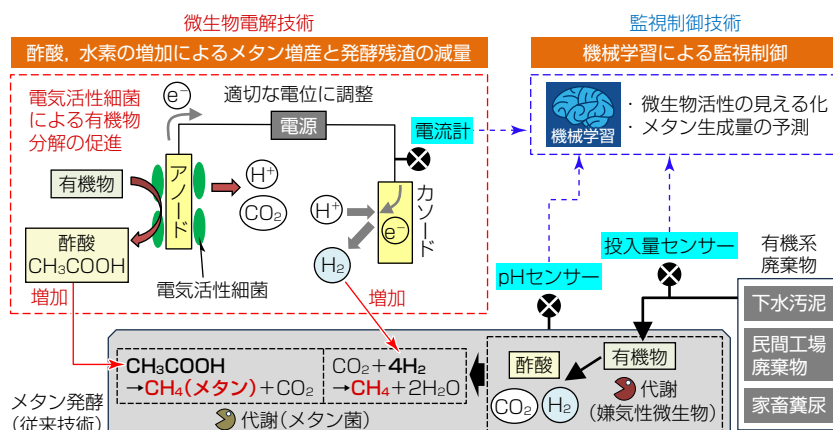 微生物電解技術
監視制御技術
酢酸，水素の増加によるメタン増産と発酵残渣の減量
機械学習による監視制御
電気活性細菌
による有機物
分解の促進
e⁻
適切な電位に調整
電源
電流計
機械学習
・微生物活性の見える化
・メタン生成量の予測
有機物
アノード
H⁺
CO₂
H⁺
カソード
e⁻
H₂
酢酸
CH₃COOH
電気活性細菌
増加
増加
pHセンサー
投入量センサー
有機系
廃棄物
下水汚泥
民間工場
廃棄物
家畜糞尿
CH₃COOH
→CH₄(メタン)+CO₂
CO₂+4H₂
→CH₄+2H₂O
酢酸
有機物
CO₂
H₂
代謝
(嫌気性微生物)
メタン発酵
(従来技術)
代謝(メタン菌)